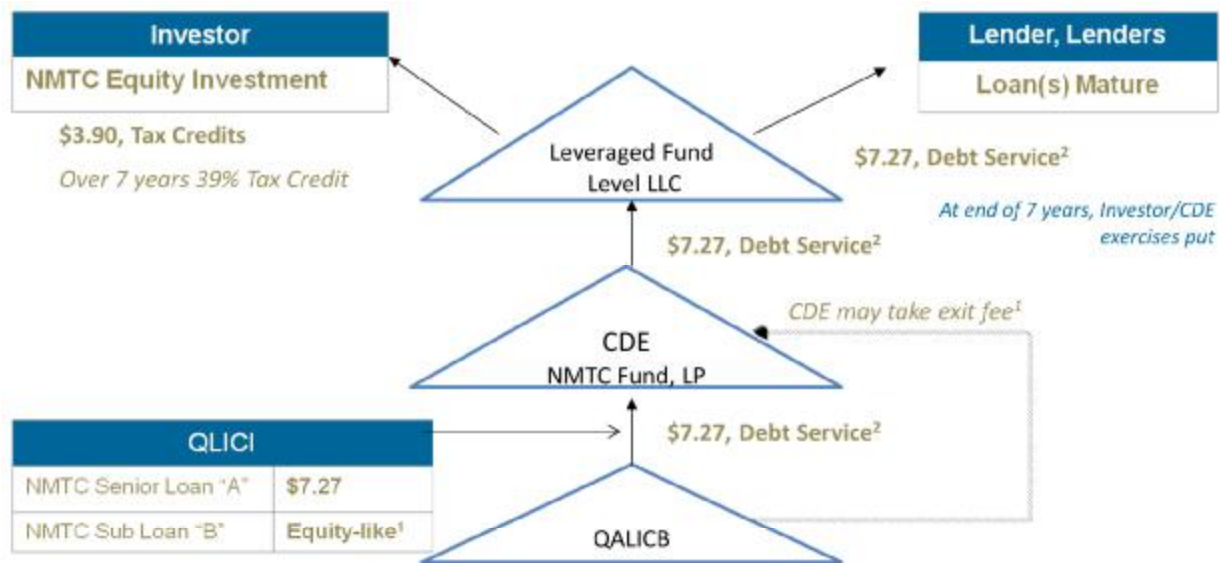 Investor
NMTC Equity Investment
$3.90, Tax Credits
Over 7 years 39% Tax Credit
Lender, Lenders
Loan(s) Mature
Leveraged Fund
Level LLC
$7.27, Debt Service²
At end of 7 years, Investor/CDE
exercises put
$7.27, Debt Service²
CDE may take exit fee¹
CDE
NMTC Fund, LP
$7.27, Debt Service²
QLICI
NMTC Senior Loan "A" $7.27
NMTC Sub Loan "B" Equity-like¹
QALICB